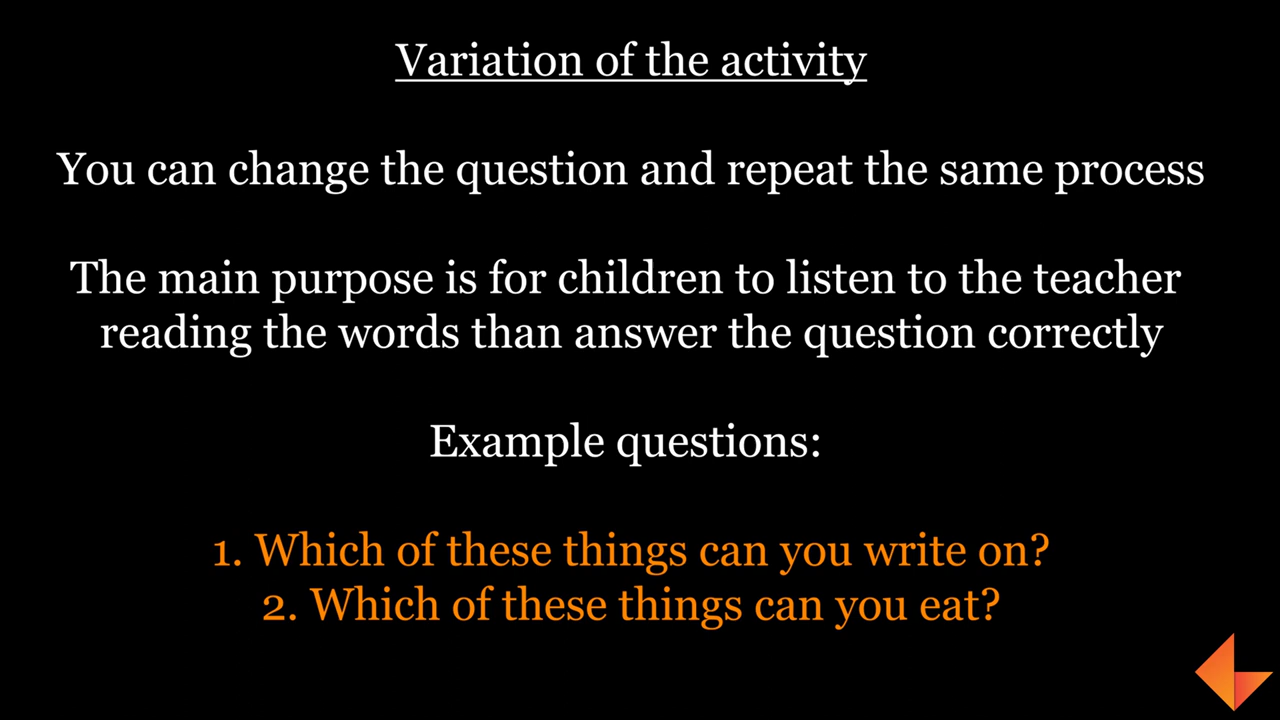 Variation of the activity
You can change the question and repeat the same process
The main purpose is for children to listen to the teacher
reading the words than answer the question correctly
Example questions:
1. Which of these things can you write on?
2. Which of these things can you eat?